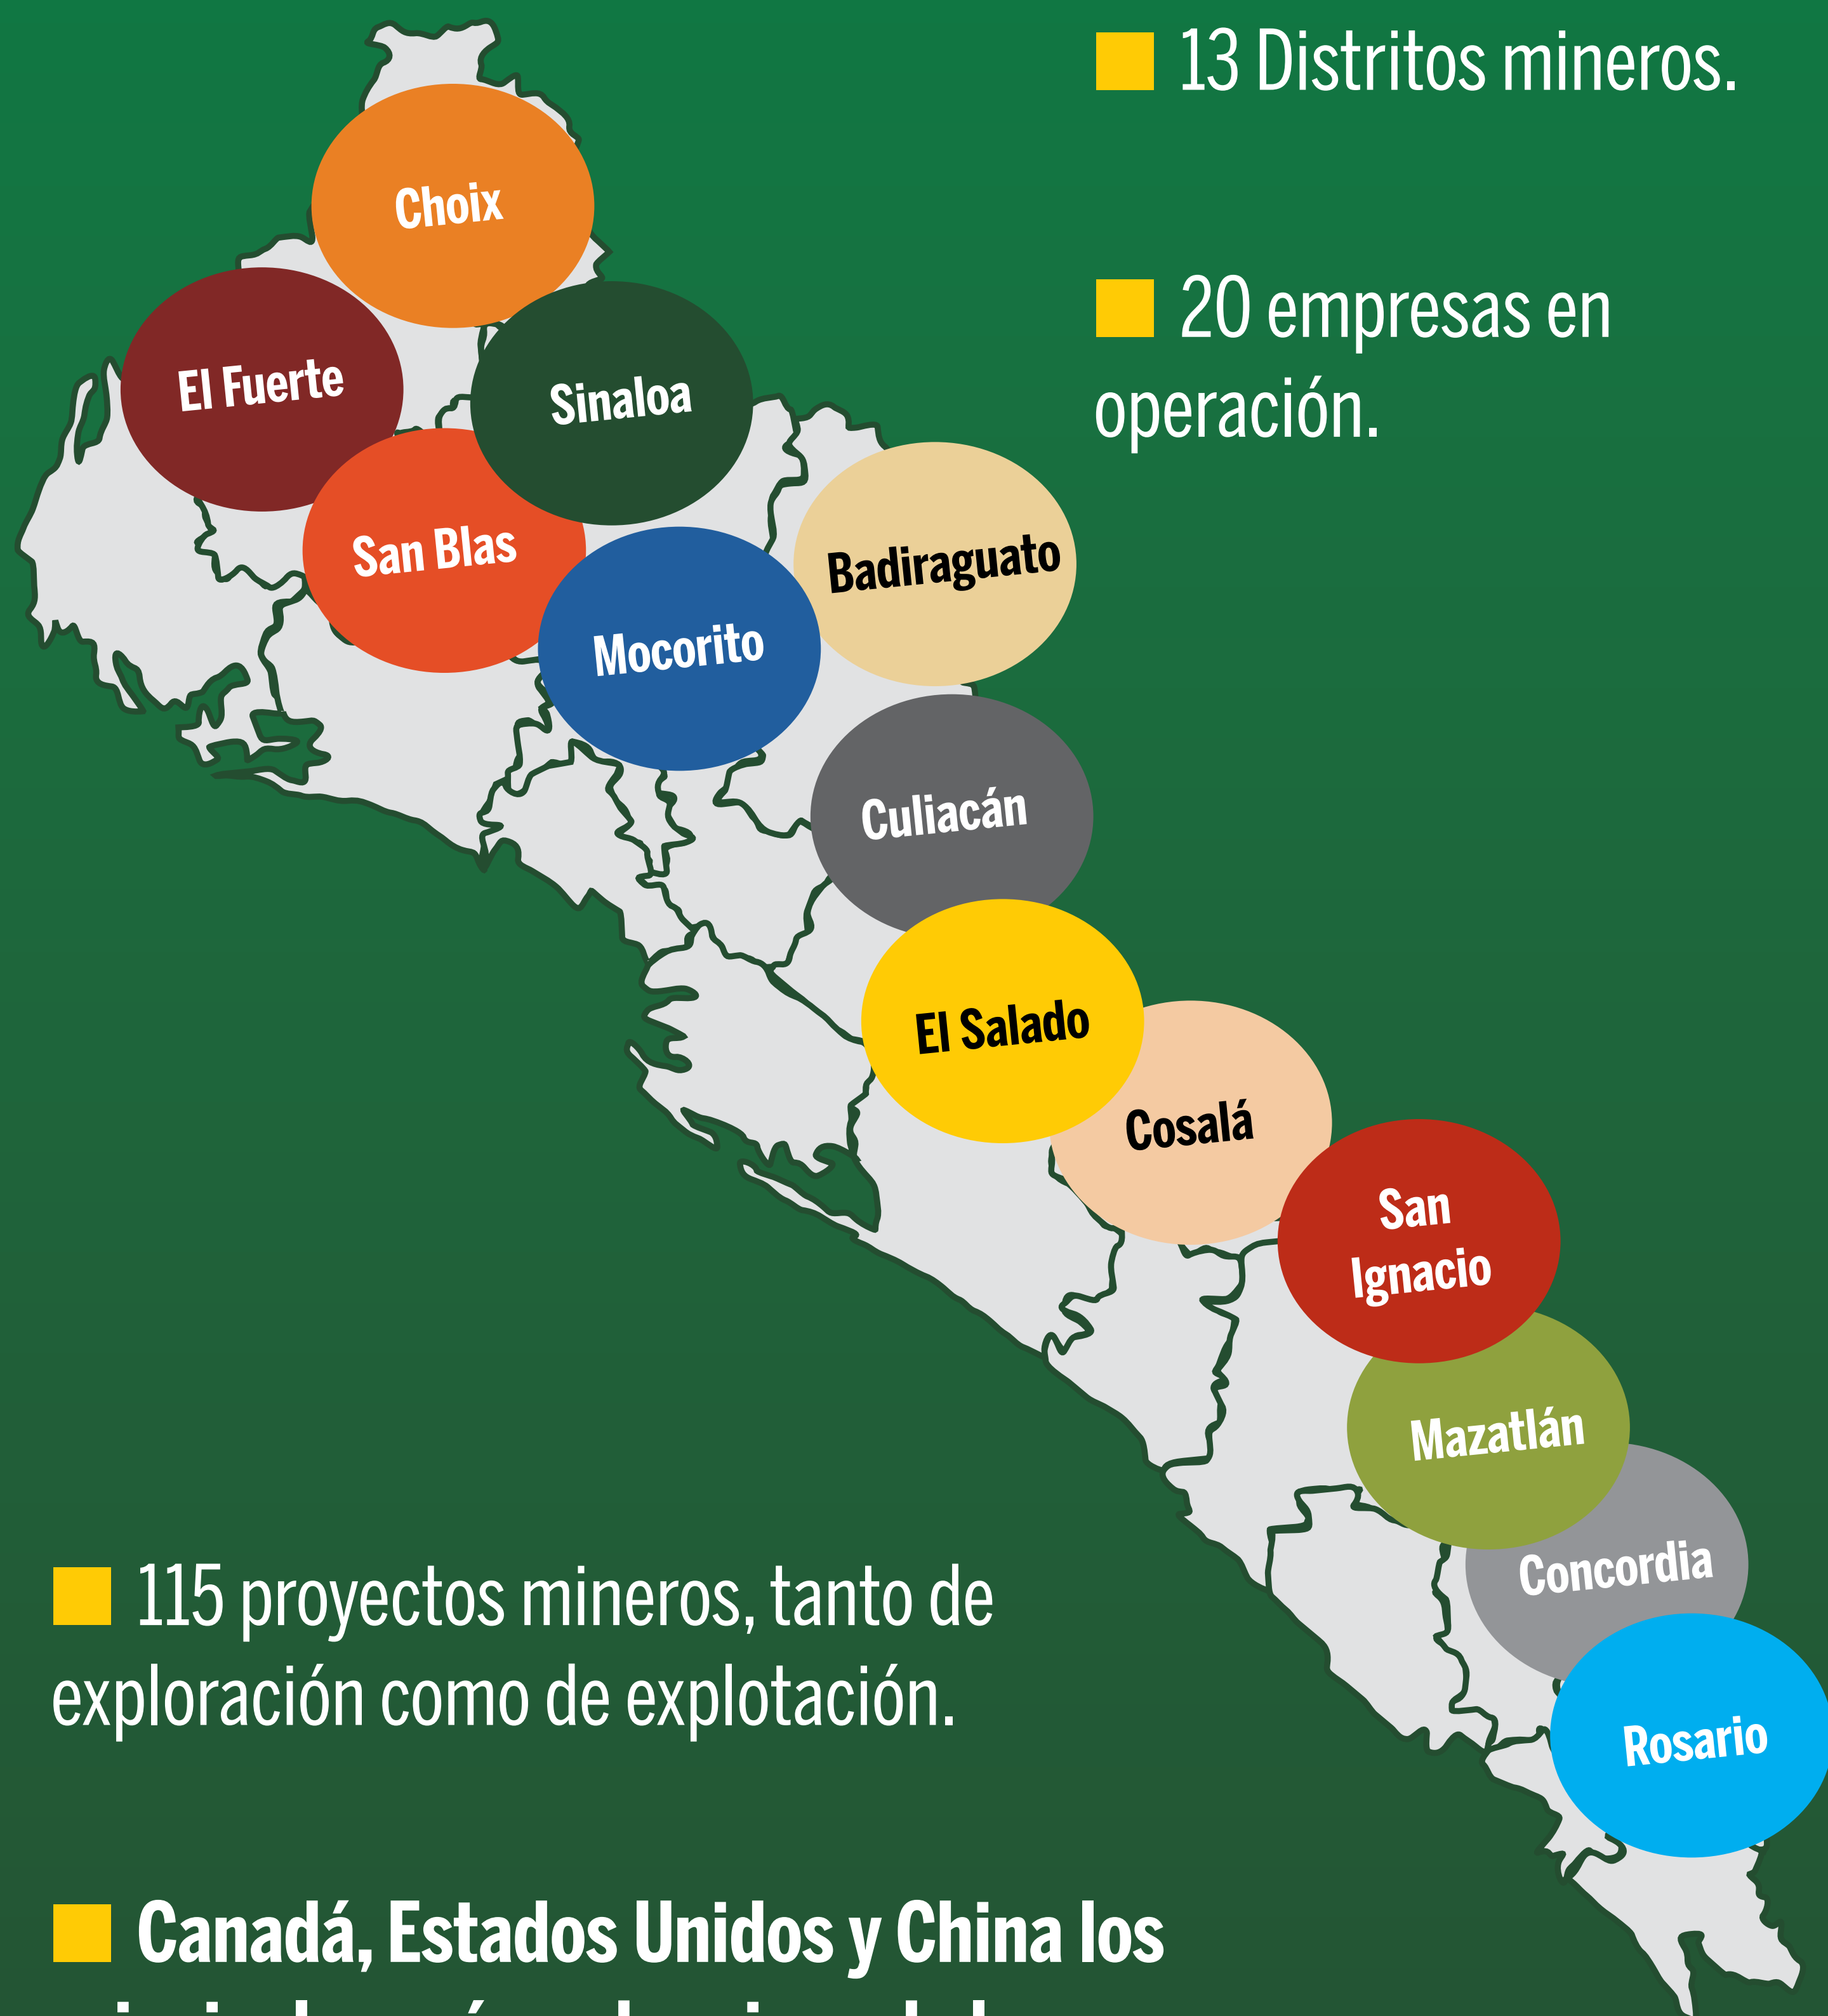 13 Distritos mineros.
20 empresas en
operación.
Choix
El Fuerte
Sinaloa
San Blas
Badiraguato
Mocorito
Culiacán
El Salado
Cosalá
San
Ignacio
Mazatlán
Concordia
Rosario
115 proyectos mineros, tanto de
exploración como de explotación.
Canadá, Estados Unidos y China los